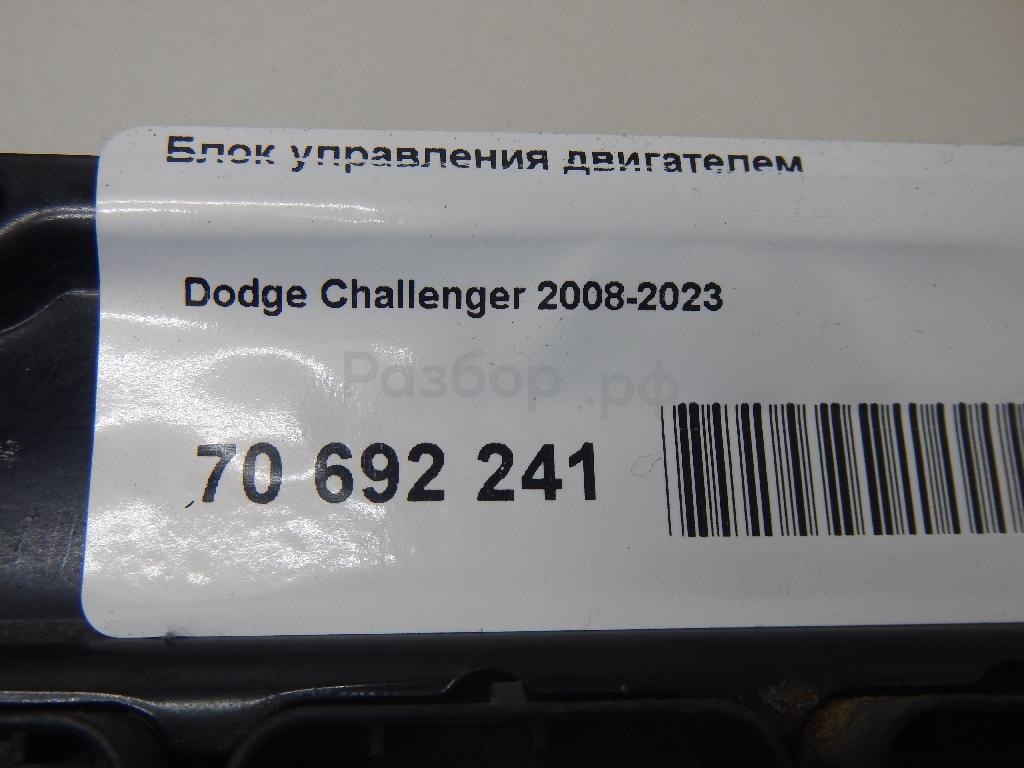 Блок управления двигателем
Dodge Challenger 2008-2023
Разбор.рф
70 692 241